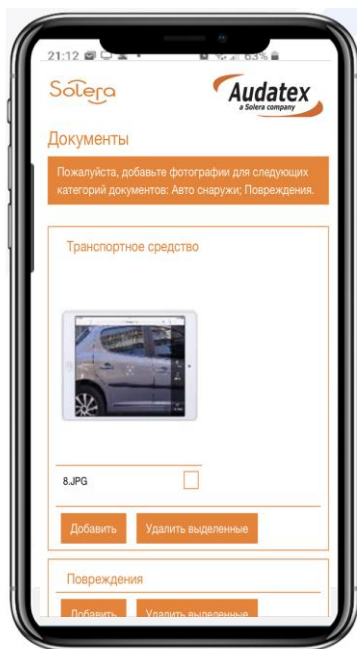 21:12
63%
Solera
Audatex
a Solera company
Документы
Пожалуйста, добавьте фотографии для следующих
категорий документов: Авто снаружи; Повреждения.
Транспортное средство
8.JPG
Добавить Удалить выделенные
Повреждения
Добавить Удалить выделенные